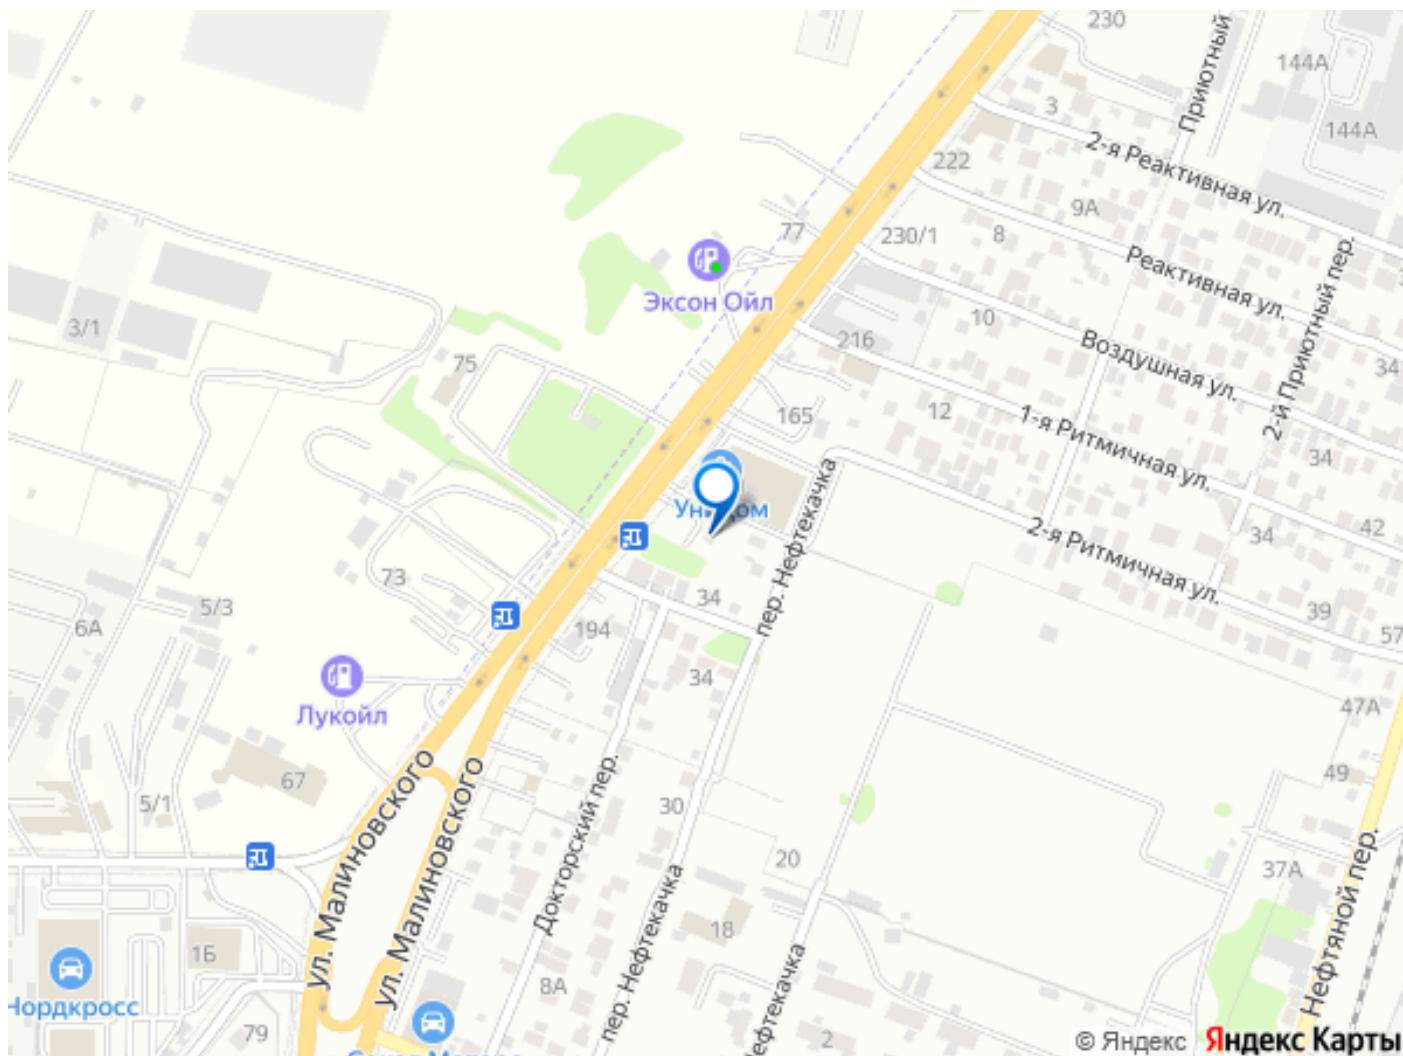 230
Приютный
144А
144А
3
2-я Реактивная ул.
222
9А
8
77
230/1
Эксон Ойл
Реактивная ул.
2-й Приютный пер.
3/1
10
216
Воздушная ул.
34
75
12
165
1-я Ритмичная ул.
34
пер. Нефтекачка
42
34
2-я Ритмичная ул.
73
5/3
6А
34
39
57
194
34
Лукойл
47А
67
49
5/1
ул. Малиновского
ул. Малиновского
Докторский пер.
30
20
37А
Нефтяной пер.
пер. Нефтекачка
18
1Б
8А
Нордкросс
79
2
© Яндекс
Яндекс Карты